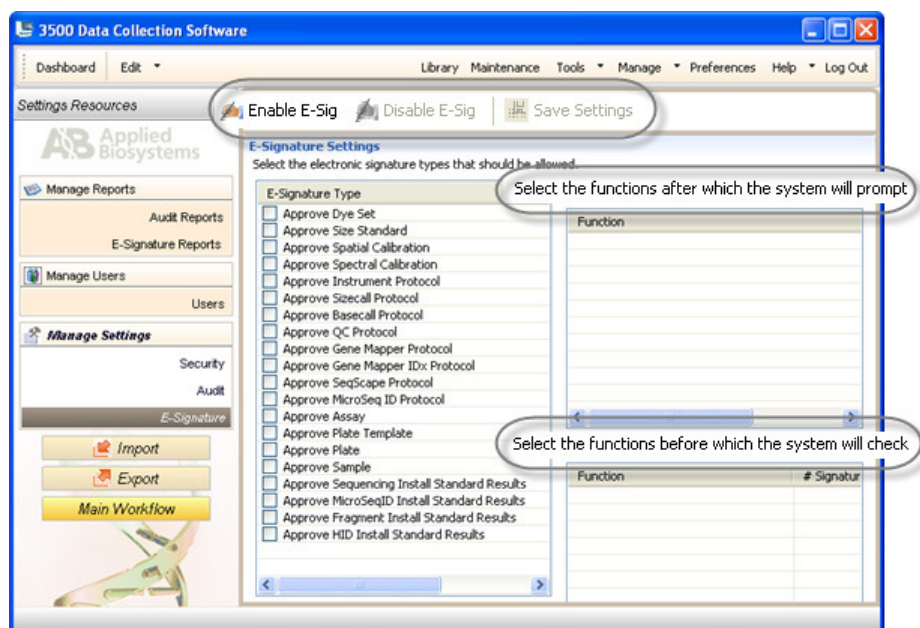 3500 Data Collection Software
Dashboard Edit Library Maintenance Tools Manage Preferences Help Log Out
Settings Resources
Enable E-Sig Disable E-Sig Save Settings
AB Applied
Biosystems
Manage Reports
Audit Reports
E-Signature Reports
Manage Users
Users
Manage Settings
Security
Audit
E-Signature
Import
Export
Main Workflow
E-Signature Settings
Select the electronic signature types that should be allowed.
E-Signature Type
Approve Dye Set
Approve Size Standard
Approve Spatial Calibration
Approve Spectral Calibration
Approve Instrument Protocol
Approve Sizecall Protocol
Approve Basecall Protocol
Approve QC Protocol
Approve Gene Mapper Protocol
Approve Gene Mapper IDx Protocol
Approve SeqScape Protocol
Approve MicroSeq ID Protocol
Approve Assay
Approve Plate Template
Approve Plate
Approve Sample
Approve Sequencing Install Standard Results
Approve MicroSeqID Install Standard Results
Approve Fragment Install Standard Results
Approve HID Install Standard Results
Select the functions after which the system will prompt
Function
Select the functions before which the system will check
Function # Signatur